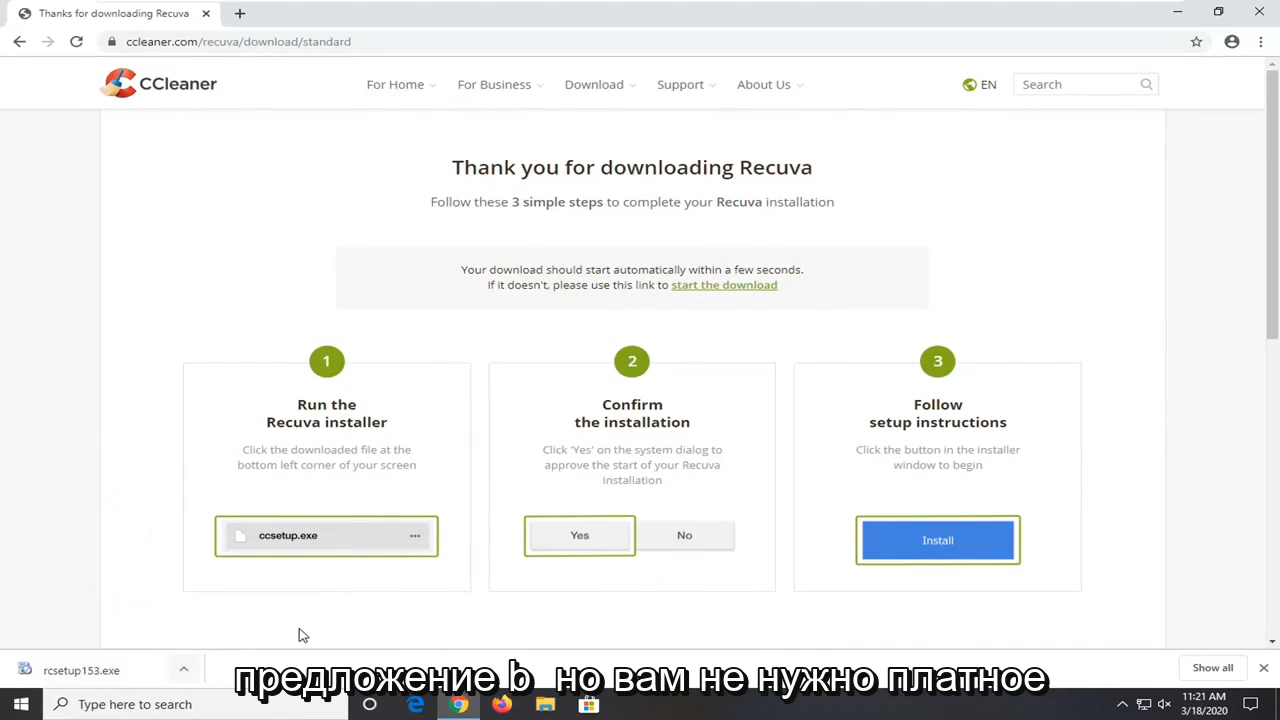 Thanks for downloading Recuva
ccleaner.com/recuva/download/standard
CCleaner
For Home
For Business
Download
Support
About Us
EN
Search
Thank you for downloading Recuva
Follow these 3 simple steps to complete your Recuva installation
Your download should start automatically within a few seconds.
If it doesn't, please use this link to start the download
1
Run the
Recuva installer
Click the downloaded file at the
bottom left corner of your screen
ccsetup.exe
2
Confirm
the installation
Click 'Yes' on the system dialog to
approve the start of your Recuva
installation
Yes
No
3
Follow
setup instructions
Click the button in the installer
window to begin
Install
rcsetup153.exe
Show all
предложение b но вам не нужно платное
Type here to search
11:21 AM
3/18/2020